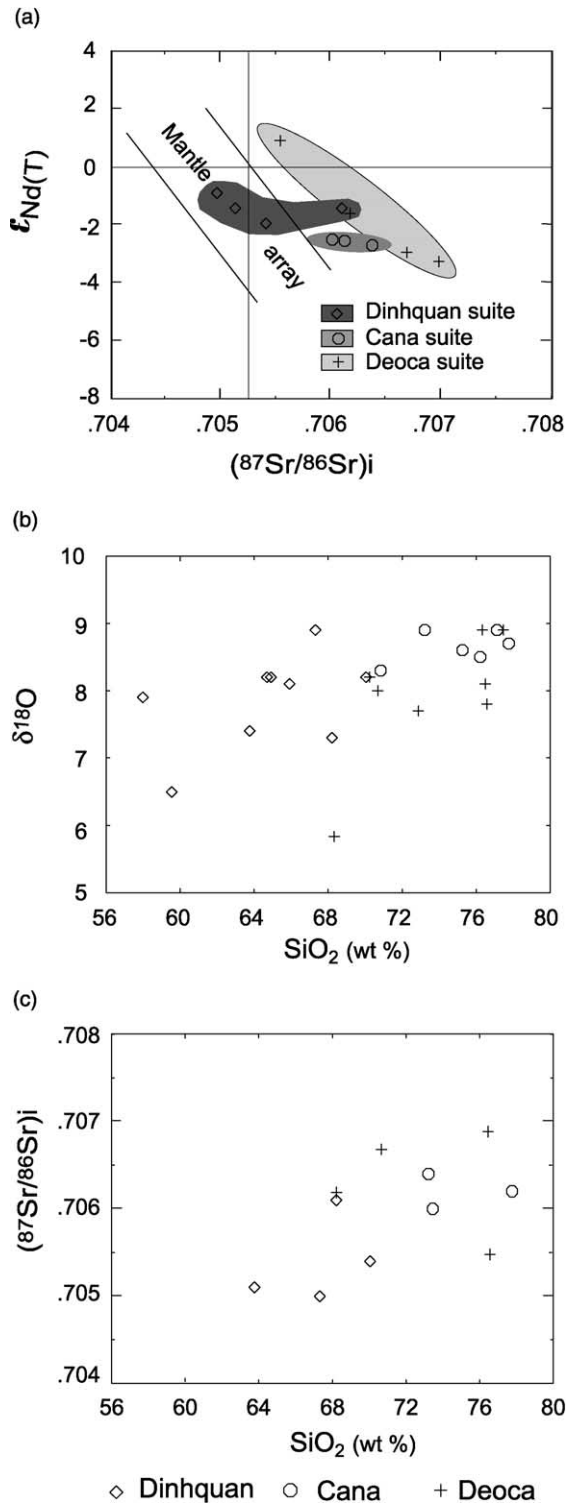 (a)
4
2
0
-2
-4
-6
-8
εNd(T)
Mantle
array
Dinhquan suite
Cana suite
Deoca suite
.704 .705 .706 .707 .708
(87Sr/86Sr)i
(b)
10
9
8
7
6
5
δ18O
56 60 64 68 72 76 80
SiO2 (wt %)
(c)
.708
.707
.706
.705
.704
(87Sr/86Sr)i
56 60 64 68 72 76 80
SiO2 (wt %)
Dinhquan Cana Deoca